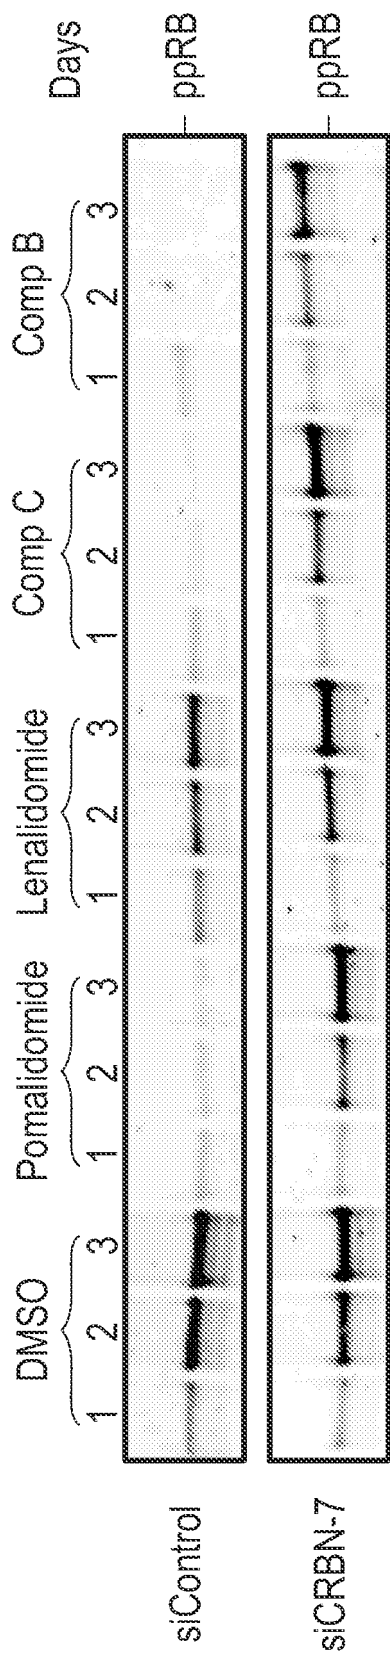 DMSO Pomalidomide Lenalidomide Comp C Comp B
1 2 3 1 2 3 1 2 3 1 2 3 1 2 3 Days
siControl ppRB
siCRBN-7 ppRB